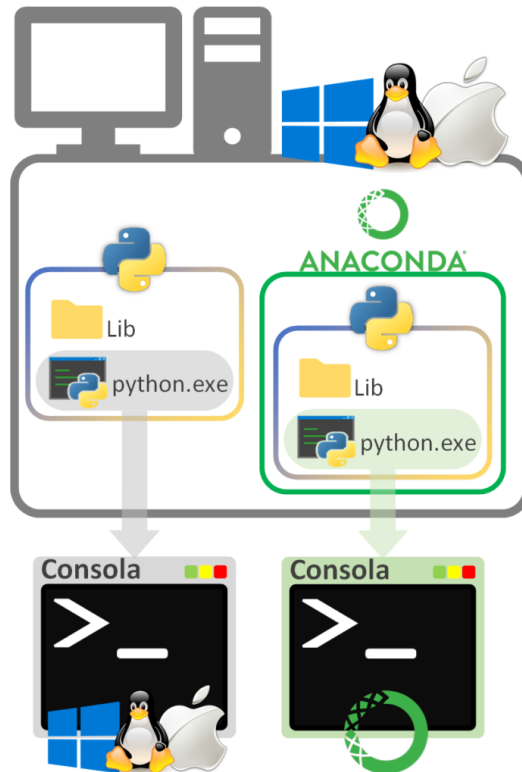 ANACONDA
Lib
python.exe
Lib
python.exe
Consola
Consola